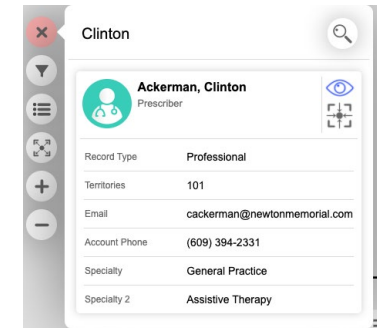 Clinton
Ackerman, Clinton
Prescriber
Record Type Professional
Territories 101
Email cackerman@newtonmemorial.com
Account Phone (609) 394-2331
Specialty General Practice
Specialty 2 Assistive Therapy